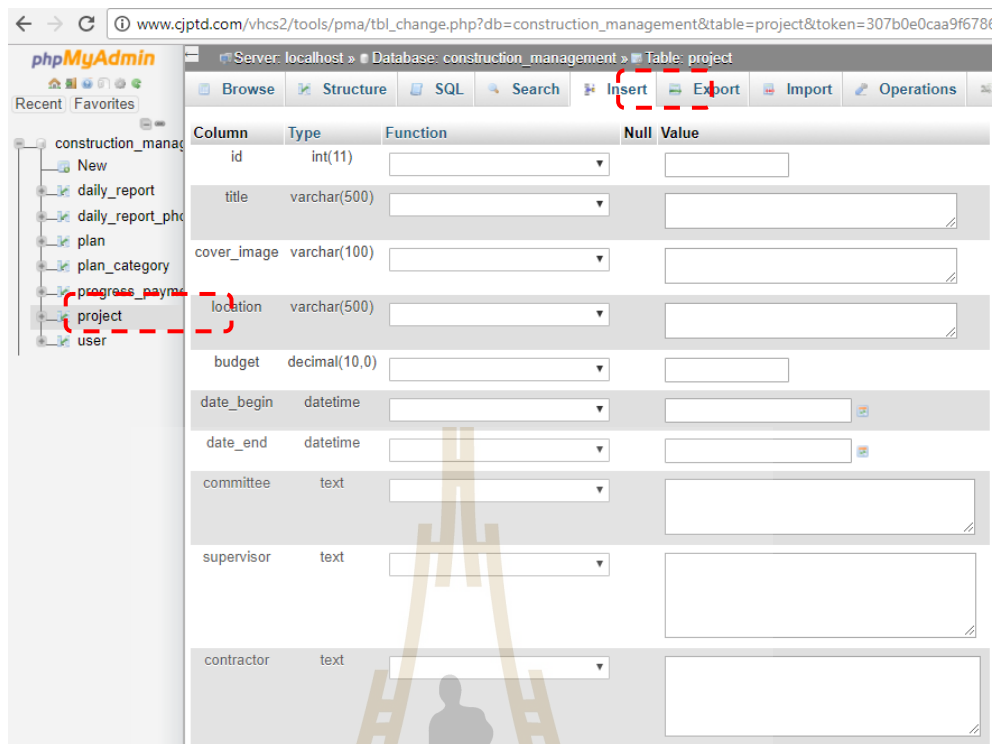 www.cjptd.com/vhcs2/tools/pma/tbl_change.php?db=construction_management&table=project&token=307b0e0caa9f6786
phpMyAdmin
Recent Favorites
construction_manag
New
daily_report
daily_report_pho
plan
plan_category
progress_payme
project
user
Server: localhost » Database: construction_management » Table: project
Browse Structure SQL Search Insert Export Import Operations
Column Type Function Null Value
id int(11)
title varchar(500)
cover_image varchar(100)
location varchar(500)
budget decimal(10,0)
date_begin datetime
date_end datetime
committee text
supervisor text
contractor text